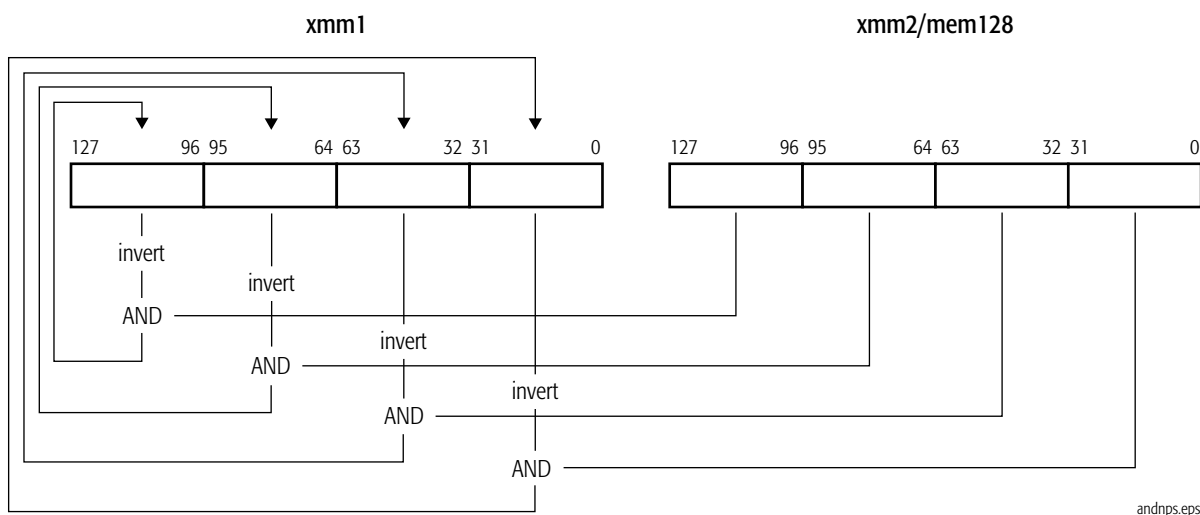 xmm1 xmm2/mem128
127 96 95 64 63 32 31 0 127 96 95 64 63 32 31 0
invert
invert
AND
invert
AND
invert
AND
AND
andnps.eps